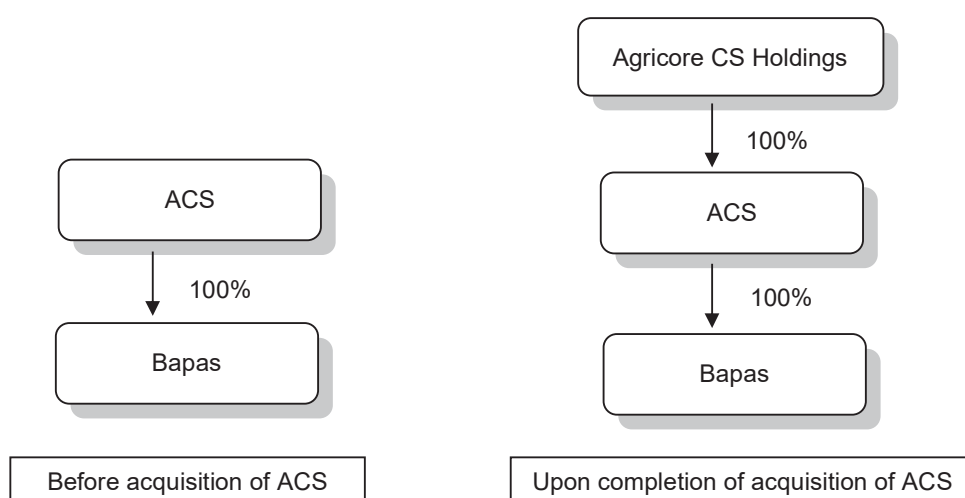 ACS
100%
Bapas
Before acquisition of ACS
Agricore CS Holdings
100%
ACS
100%
Bapas
Upon completion of acquisition of ACS